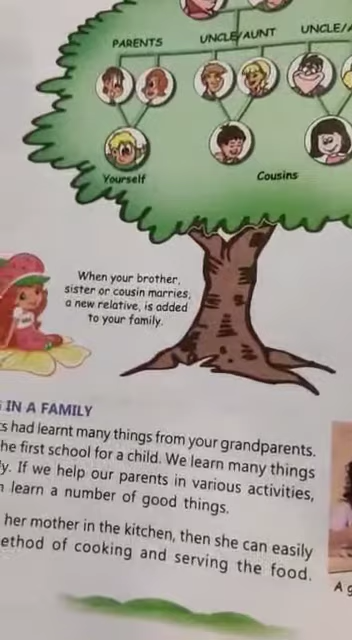 PARENTS
UNCLE/AUNT
UNCLE/
Yourself
Cousins
When your brother,
sister or cousin marries,
a new relative, is added
to your family.
IN A FAMILY
had learnt many things from your grandparents.
first school for a child. We learn many things
If we help our parents in various activities,
learn a number of good things.
her mother in the kitchen, then she can easily
of cooking and serving the food.
A